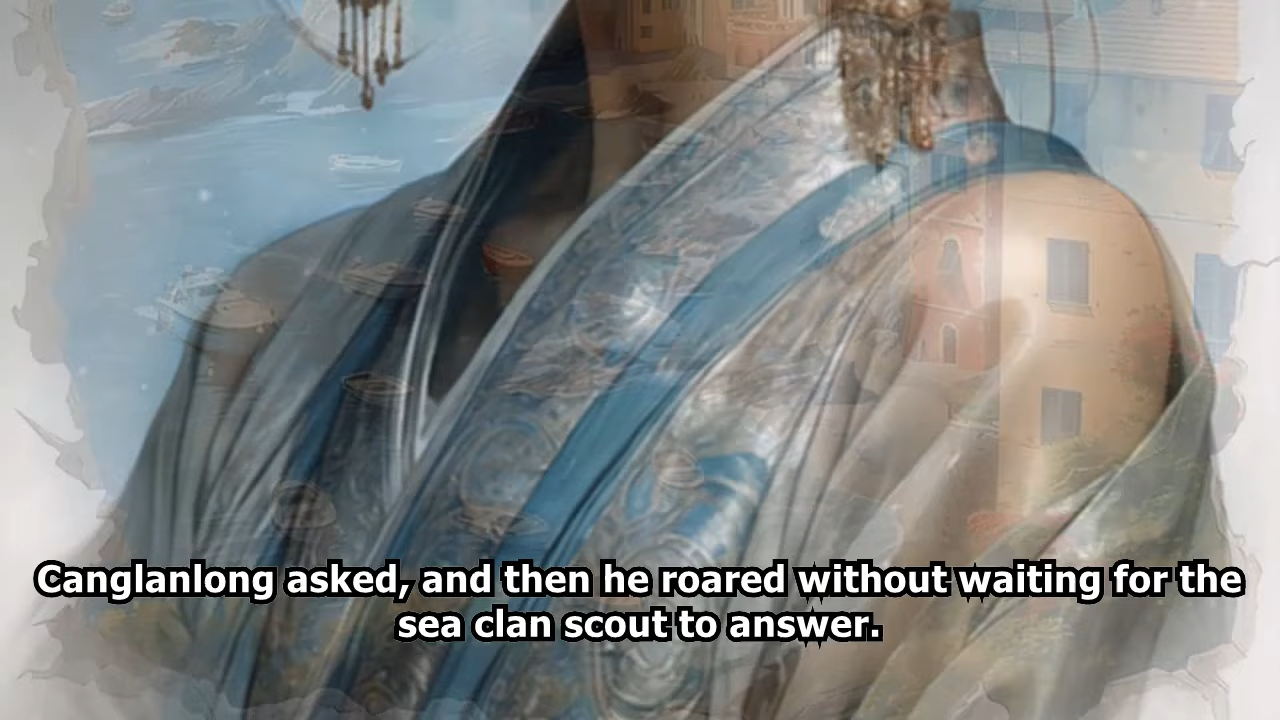 Canglanlong asked, and then he roared without waiting for the
sea clan scout to answer.